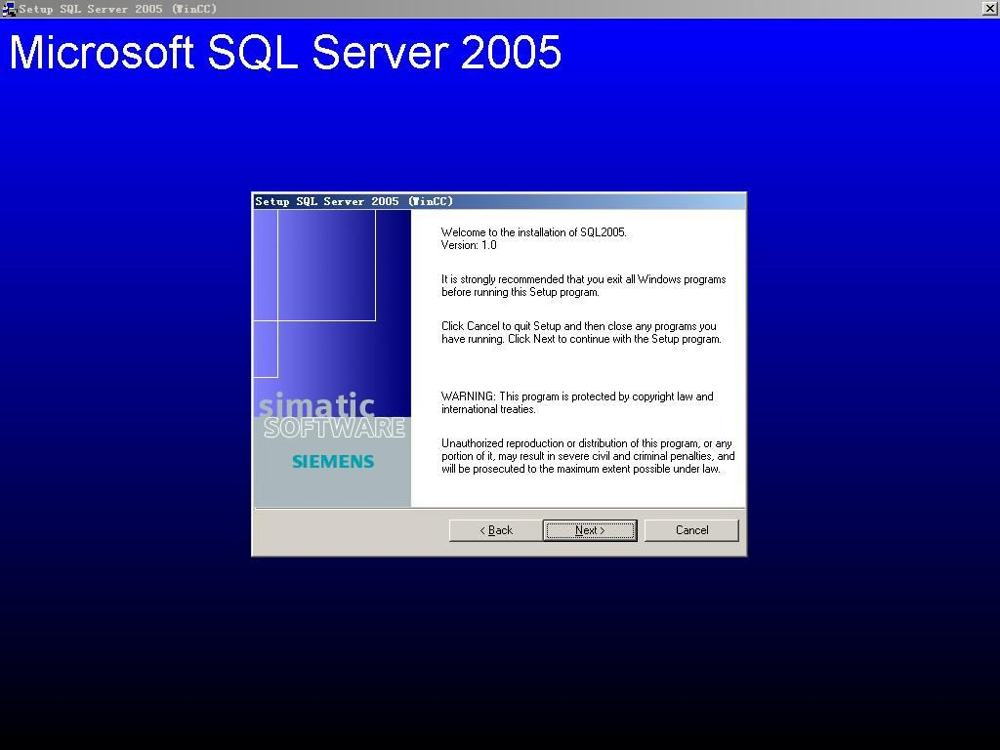 Setup SQL Server 2005 (WinCC)
Microsoft SQL Server 2005
Setup SQL Server 2005 (WinCC)
Welcome to the installation of SQL2005.
Version: 1.0
It is strongly recommended that you exit all Windows programs
before running this Setup program.
Click Cancel to quit Setup and then close any programs you
have running. Click Next to continue with the Setup program.
WARNING: This program is protected by copyright law and
international treaties.
Unauthorized reproduction or distribution of this program, or any
portion of it, may result in severe civil and criminal penalties, and
will be prosecuted to the maximum extent possible under law.
simatic
SOFTWARE
SIEMENS
< Back Next > Cancel